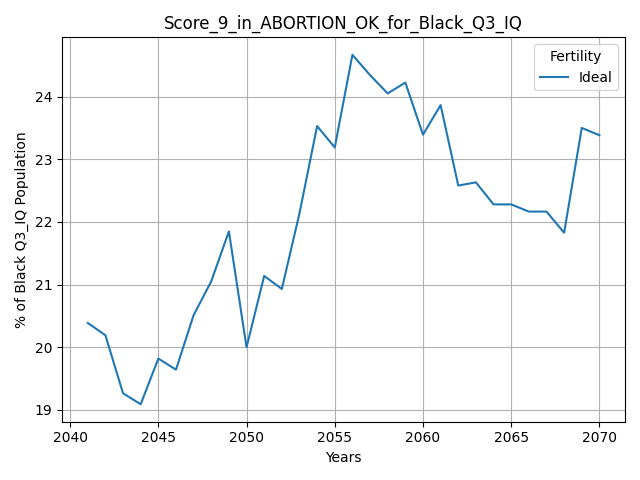 Score_9_in_ABORTION_OK_for_Black_Q3_IQ
Fertility
Ideal
% of Black Q3_IQ Population
24
23
22
21
20
19
2040 2045 2050 2055 2060 2065 2070
Years